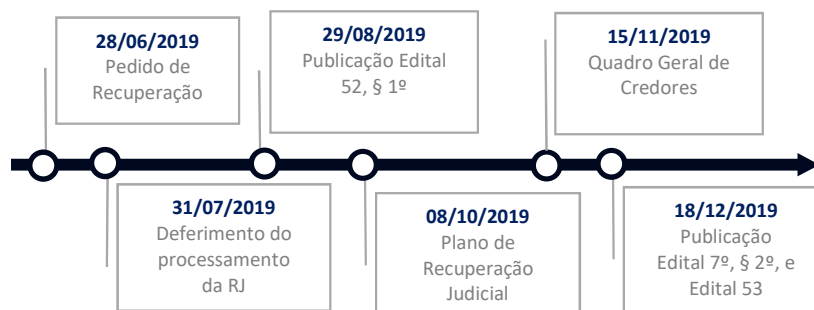 28/06/2019
Pedido de
Recuperação
29/08/2019
Publicação Edital
52, § 1º
15/11/2019
Quadro Geral de
Credores
31/07/2019
Deferimento do
processamento
da RJ
08/10/2019
Plano de
Recuperação
Judicial
18/12/2019
Publicação
Edital 7º, § 2º, e
Edital 53